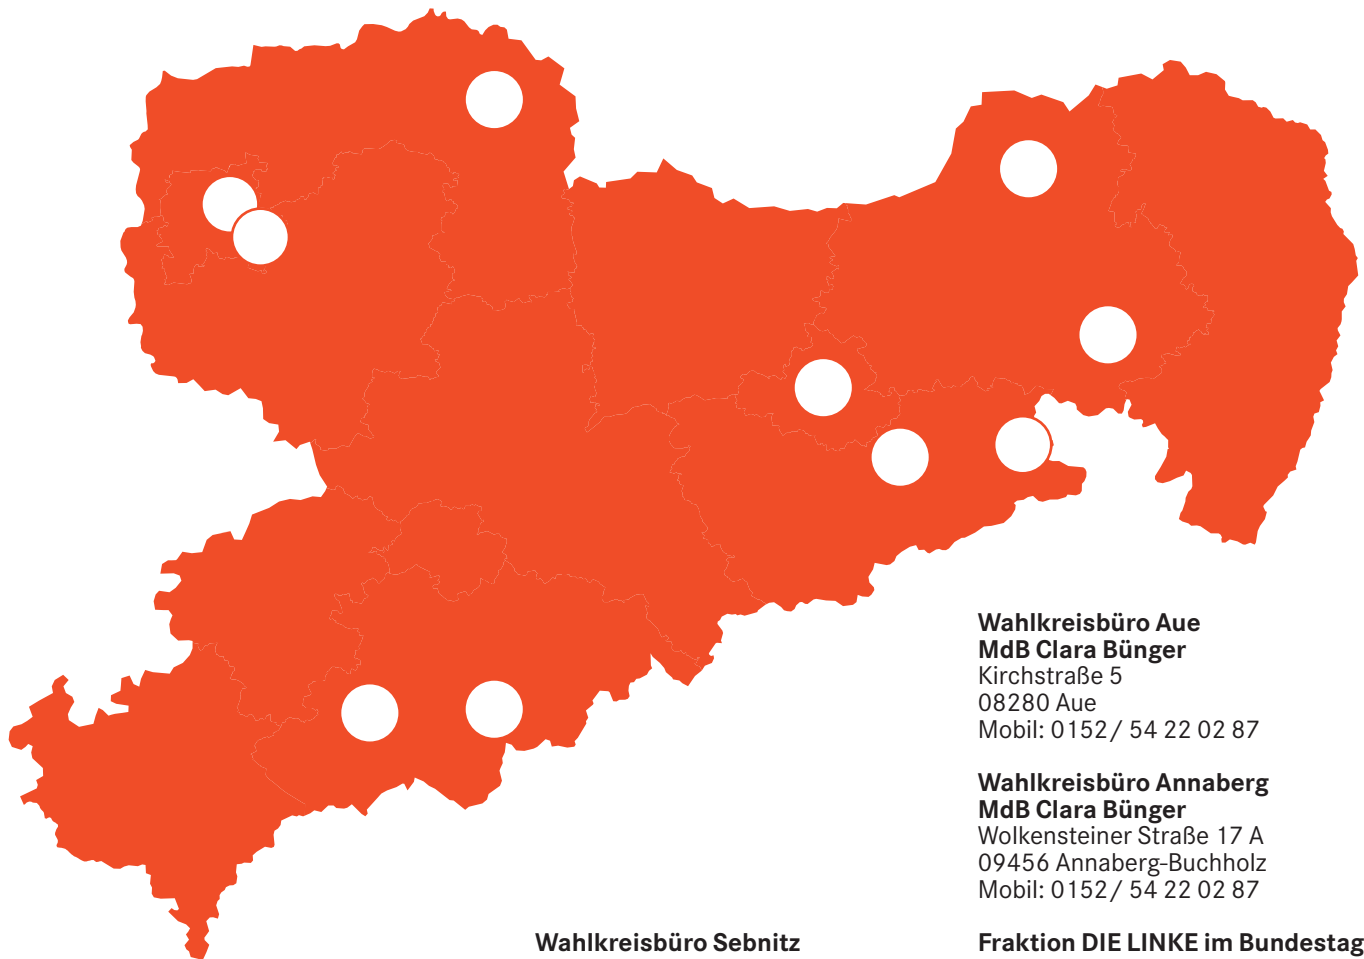 Wahlkreisbüro Aue
MdB Clara Bünger
Kirchstraße 5
08280 Aue
Mobil: 0152/ 54 22 02 87
Wahlkreisbüro Annaberg
MdB Clara Bünger
Wolkensteiner Straße 17 A
09456 Annaberg-Buchholz
Mobil: 0152/ 54 22 02 87
Wahlkreisbüro Sebnitz
Fraktion DIE LINKE im Bundestag